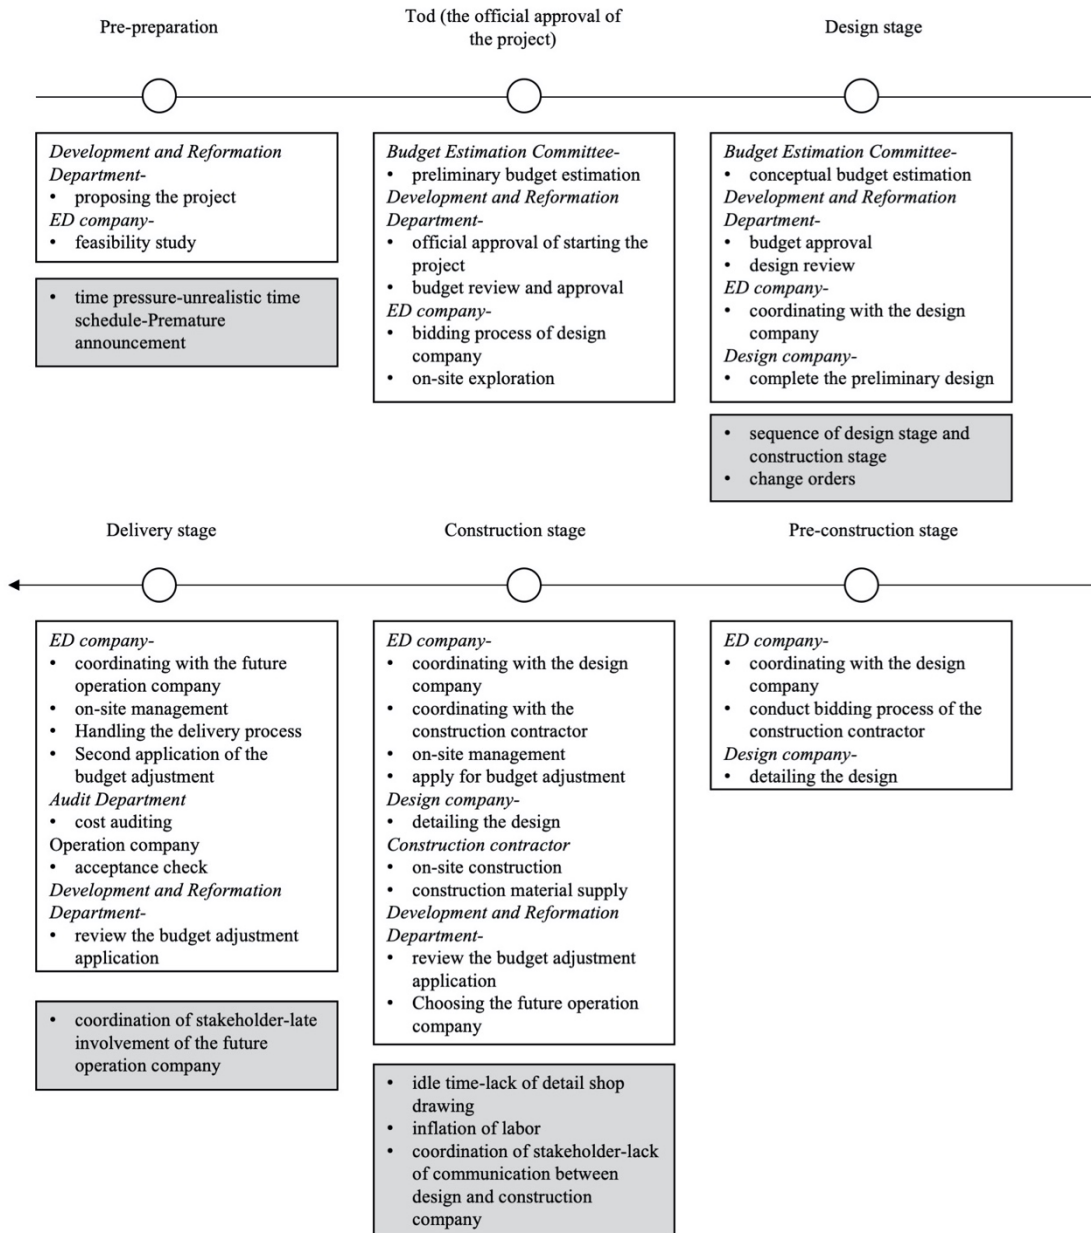 Pre-preparation
Tod (the official approval of
the project)
Design stage
Development and Reformation
Department-
• proposing the project
ED company-
• feasibility study
• time pressure-unrealistic time
schedule-Premature
announcement
Budget Estimation Committee-
• preliminary budget estimation
Development and Reformation
Department-
• official approval of starting the
project
• budget review and approval
ED company-
• bidding process of design
company
• on-site exploration
Budget Estimation Committee-
• conceptual budget estimation
Development and Reformation
Department-
• budget approval
• design review
ED company-
• coordinating with the design
company
Design company-
• complete the preliminary design
• sequence of design stage and
construction stage
• change orders
Delivery stage
Construction stage
Pre-construction stage
ED company-
• coordinating with the future
operation company
• on-site management
• Handling the delivery process
• Second application of the
budget adjustment
Audit Department
• cost auditing
Operation company
• acceptance check
Development and Reformation
Department-
• review the budget adjustment
application
• coordination of stakeholder-late
involvement of the future
operation company
ED company-
• coordinating with the design
company
• coordinating with the
construction contractor
• on-site management
• apply for budget adjustment
Design company-
• detailing the design
Construction contractor
• on-site construction
• construction material supply
Development and Reformation
Department-
• review the budget adjustment
application
• Choosing the future operation
company
• idle time-lack of detail shop
drawing
• inflation of labor
• coordination of stakeholder-lack
of communication between
design and construction
company
ED company-
• coordinating with the design
company
• conduct bidding process of the
construction contractor
Design company-
• detailing the design